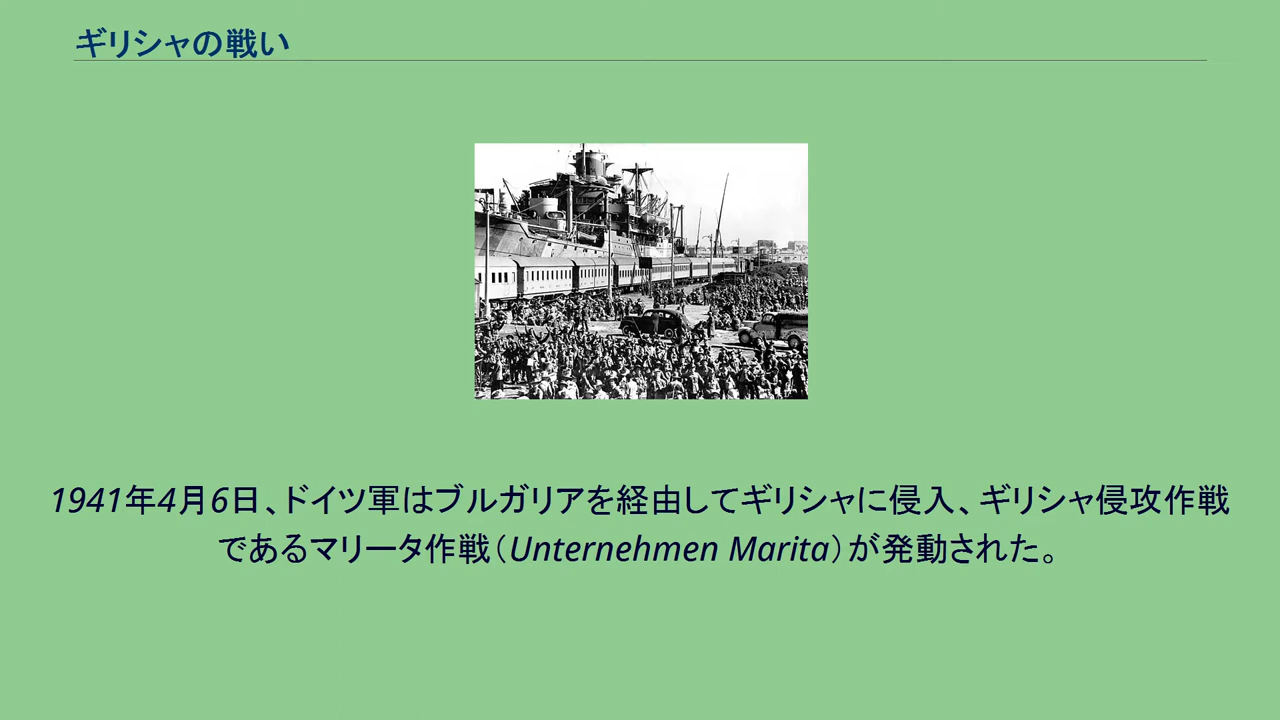 ギリシャの戦い
1941年4月6日、ドイツ軍はブルガリアを経由してギリシャに侵入、ギリシャ侵攻作戦
であるマリータ作戦（Unternehmen Marita）が発動された。